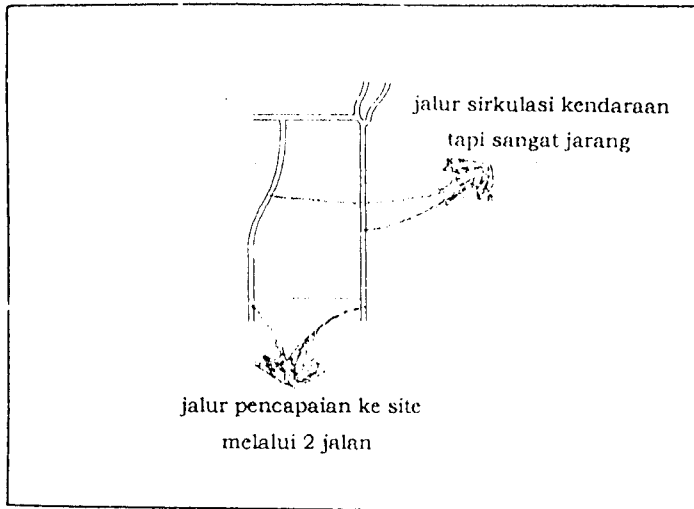 jalur sirkulasi kendaraan
tapi sangat jarang
jalur pencapaian ke site
melalui 2 jalan